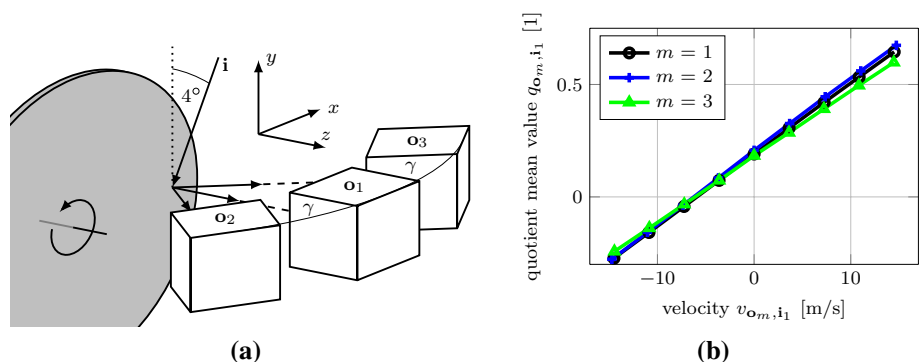 i
4°
y
x
z
o₃
γ
o₁
γ
o₂
(a)
quotient mean value q_{o_m,i_1} [1]
m = 1
m = 2
m = 3
0.5
0
−10
0
10
velocity v_{o_m,i_1} [m/s]
(b)